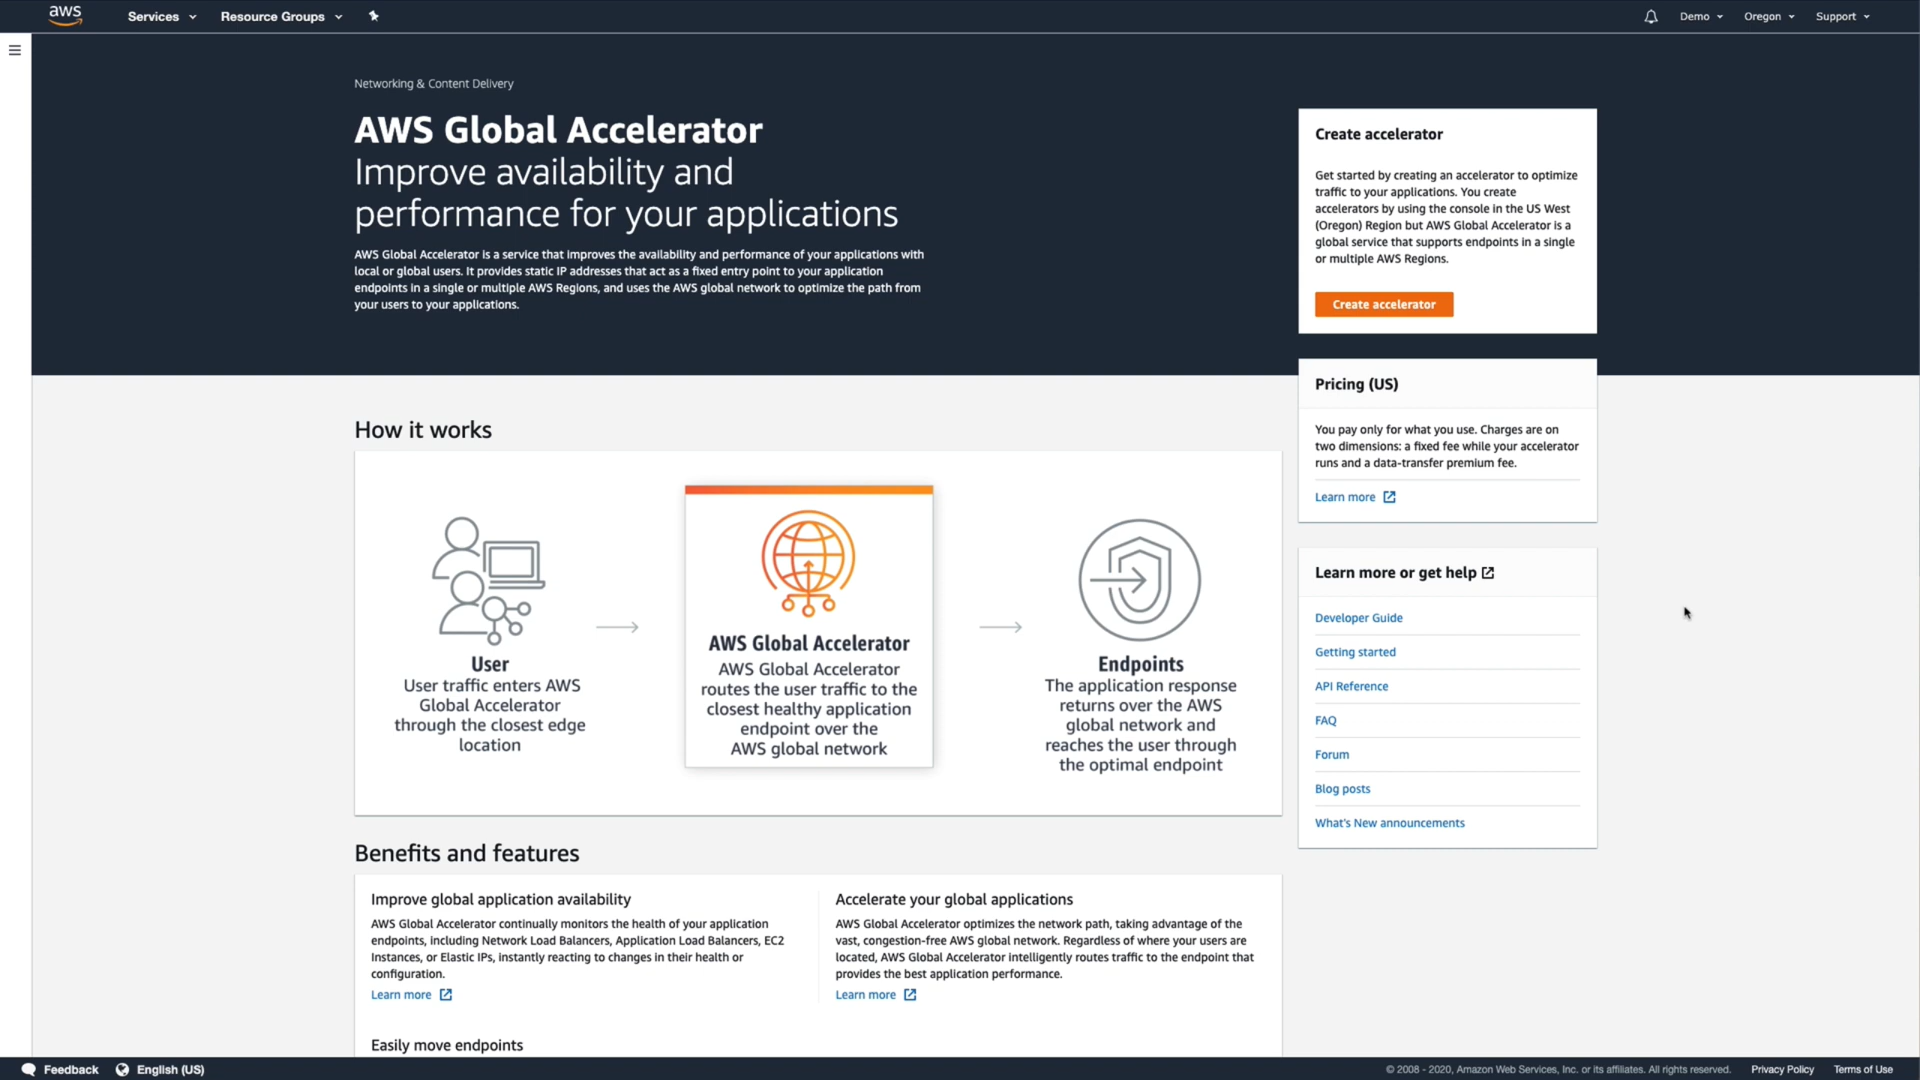 aws Services Resource Groups Demo Oregon Support
Networking & Content Delivery
AWS Global Accelerator
Improve availability and
performance for your applications
AWS Global Accelerator is a service that improves the availability and performance of your applications with
local or global users. It provides static IP addresses that act as a fixed entry point to your application
endpoints in a single or multiple AWS Regions, and uses the AWS global network to optimize the path from
your users to your applications.
Create accelerator
Get started by creating an accelerator to optimize
traffic to your applications. You create
accelerators by using the console in the US West
(Oregon) Region but AWS Global Accelerator is a
global service that supports endpoints in a single
or multiple AWS Regions.
Create accelerator
Pricing (US)
You pay only for what you use. Charges are on
two dimensions: a fixed fee while your accelerator
runs and a data-transfer premium fee.
Learn more
Learn more or get help
Developer Guide
Getting started
API Reference
FAQ
Forum
Blog posts
What's New announcements
How it works
User
User traffic enters AWS
Global Accelerator
through the closest edge
location
AWS Global Accelerator
AWS Global Accelerator
routes the user traffic to the
closest healthy application
endpoint over the
AWS global network
Endpoints
The application response
returns over the AWS
global network and
reaches the user through
the optimal endpoint
Benefits and features
Improve global application availability
AWS Global Accelerator continually monitors the health of your application
endpoints, including Network Load Balancers, Application Load Balancers, EC2
Instances, or Elastic IPs, instantly reacting to changes in their health or
configuration.
Learn more
Accelerate your global applications
AWS Global Accelerator optimizes the network path, taking advantage of the
vast, congestion-free AWS global network. Regardless of where your users are
located, AWS Global Accelerator intelligently routes traffic to the endpoint that
provides the best application performance.
Learn more
Easily move endpoints
Feedback English (US) © 2008 - 2020, Amazon Web Services, Inc. or its affiliates. All rights reserved. Privacy Policy Terms of Use